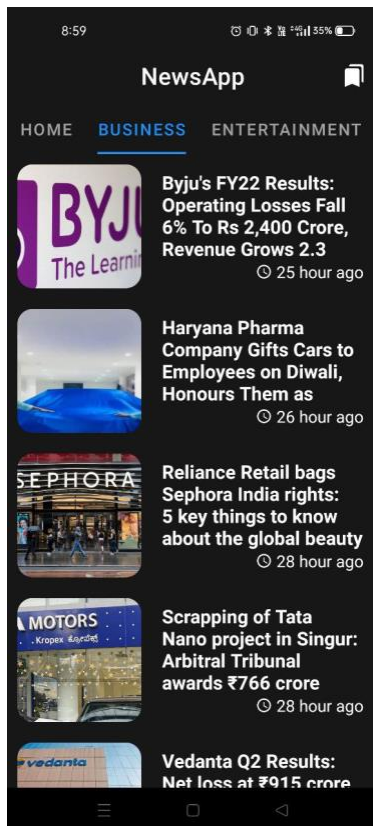 8:59
35%
NewsApp
HOME BUSINESS ENTERTAINMENT
BYJU
The Learnin
Byju's FY22 Results:
Operating Losses Fall
6% To Rs 2,400 Crore,
Revenue Grows 2.3
25 hour ago
Haryana Pharma
Company Gifts Cars to
Employees on Diwali,
Honours Them as
26 hour ago
SEPHORA
Reliance Retail bags
Sephora India rights:
5 key things to know
about the global beauty
28 hour ago
MOTORS
Kropex
Scrapping of Tata
Nano project in Singur:
Arbitral Tribunal
awards ₹766 crore
28 hour ago
vedanta
Vedanta Q2 Results:
Net loss at ₹915 crore